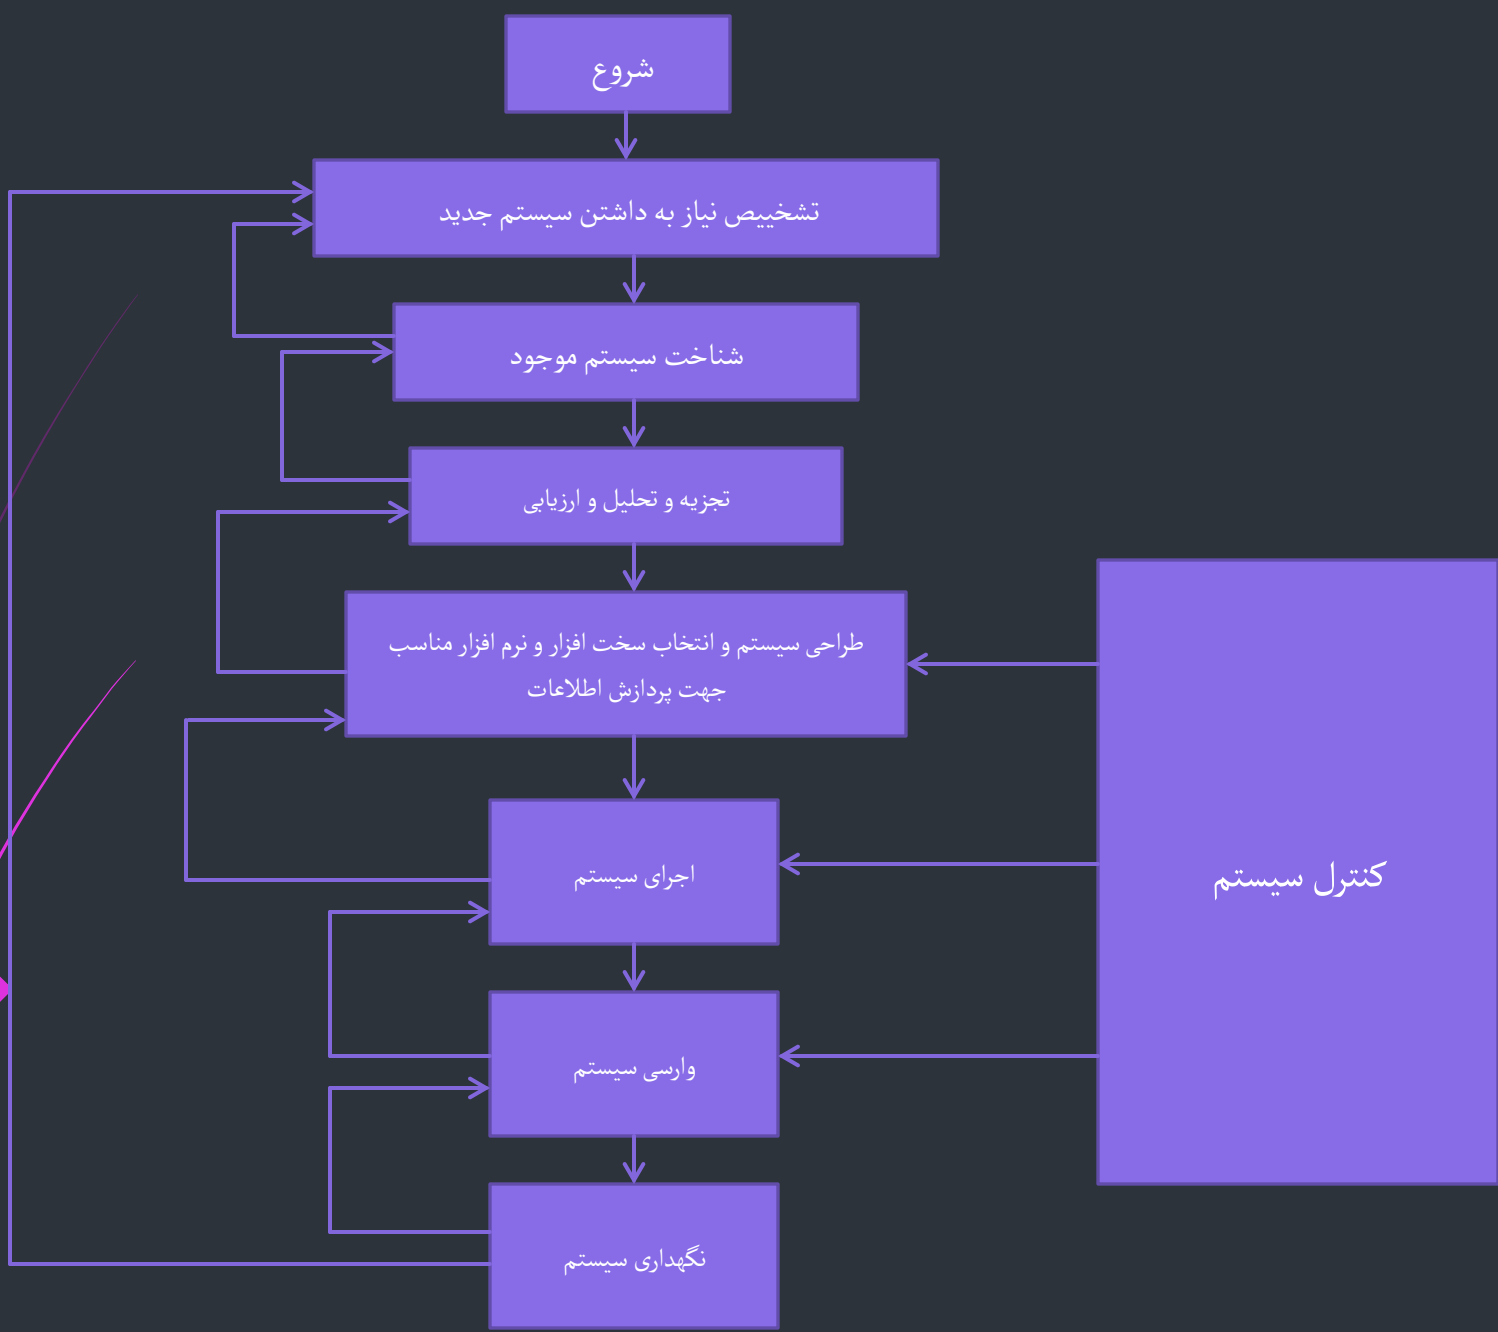 شروع
تشخییص نیاز به داشتن سیستم جدید
شناخت سیستم موجود
تجزیه و تحلیل و ارزیابی
طراحی سیستم و انتخاب سخت افزار و نرم افزار مناسب
جهت پردازش اطلاعات
کنترل سیستم
اجرای سیستم
وارسی سیستم
نگهداری سیستم